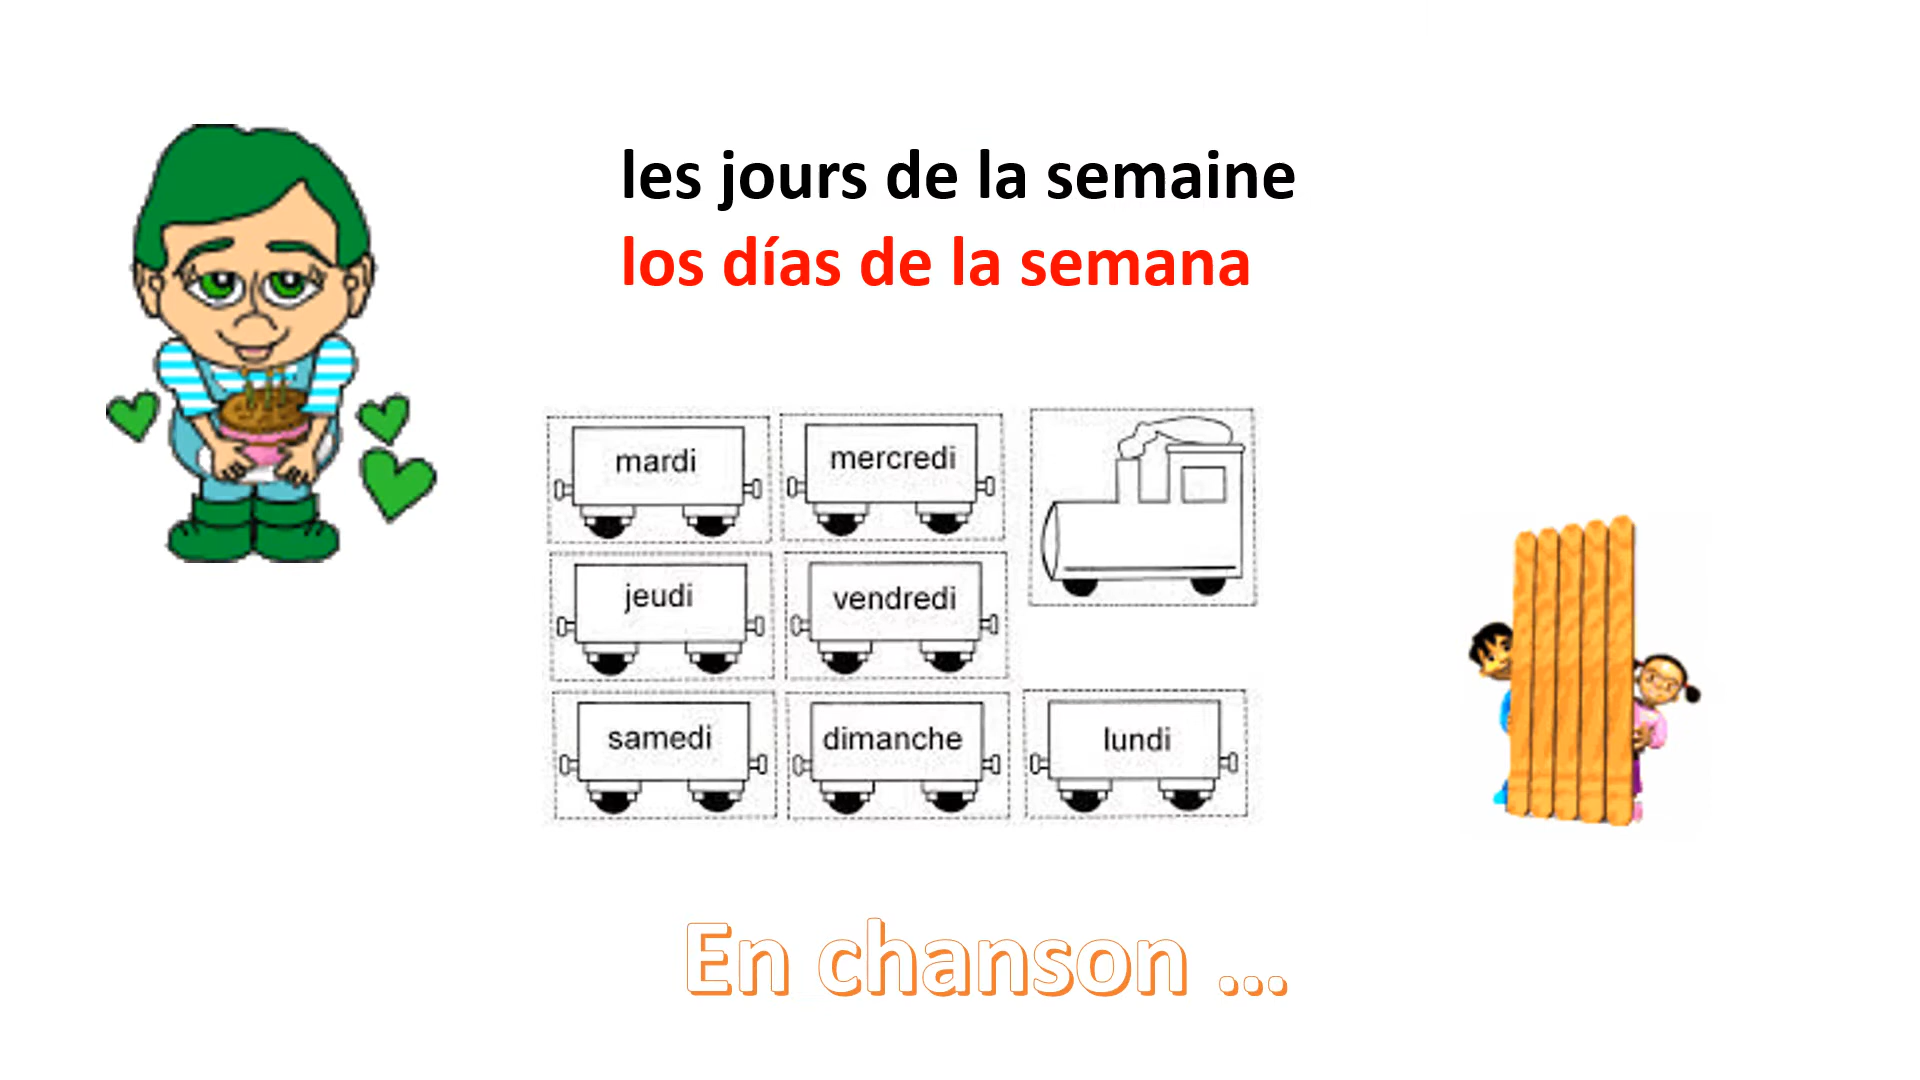 les jours de la semaine
los días de la semana
mardi
mercredi
jeudi
vendredi
samedi
dimanche
lundi
En chanson ...